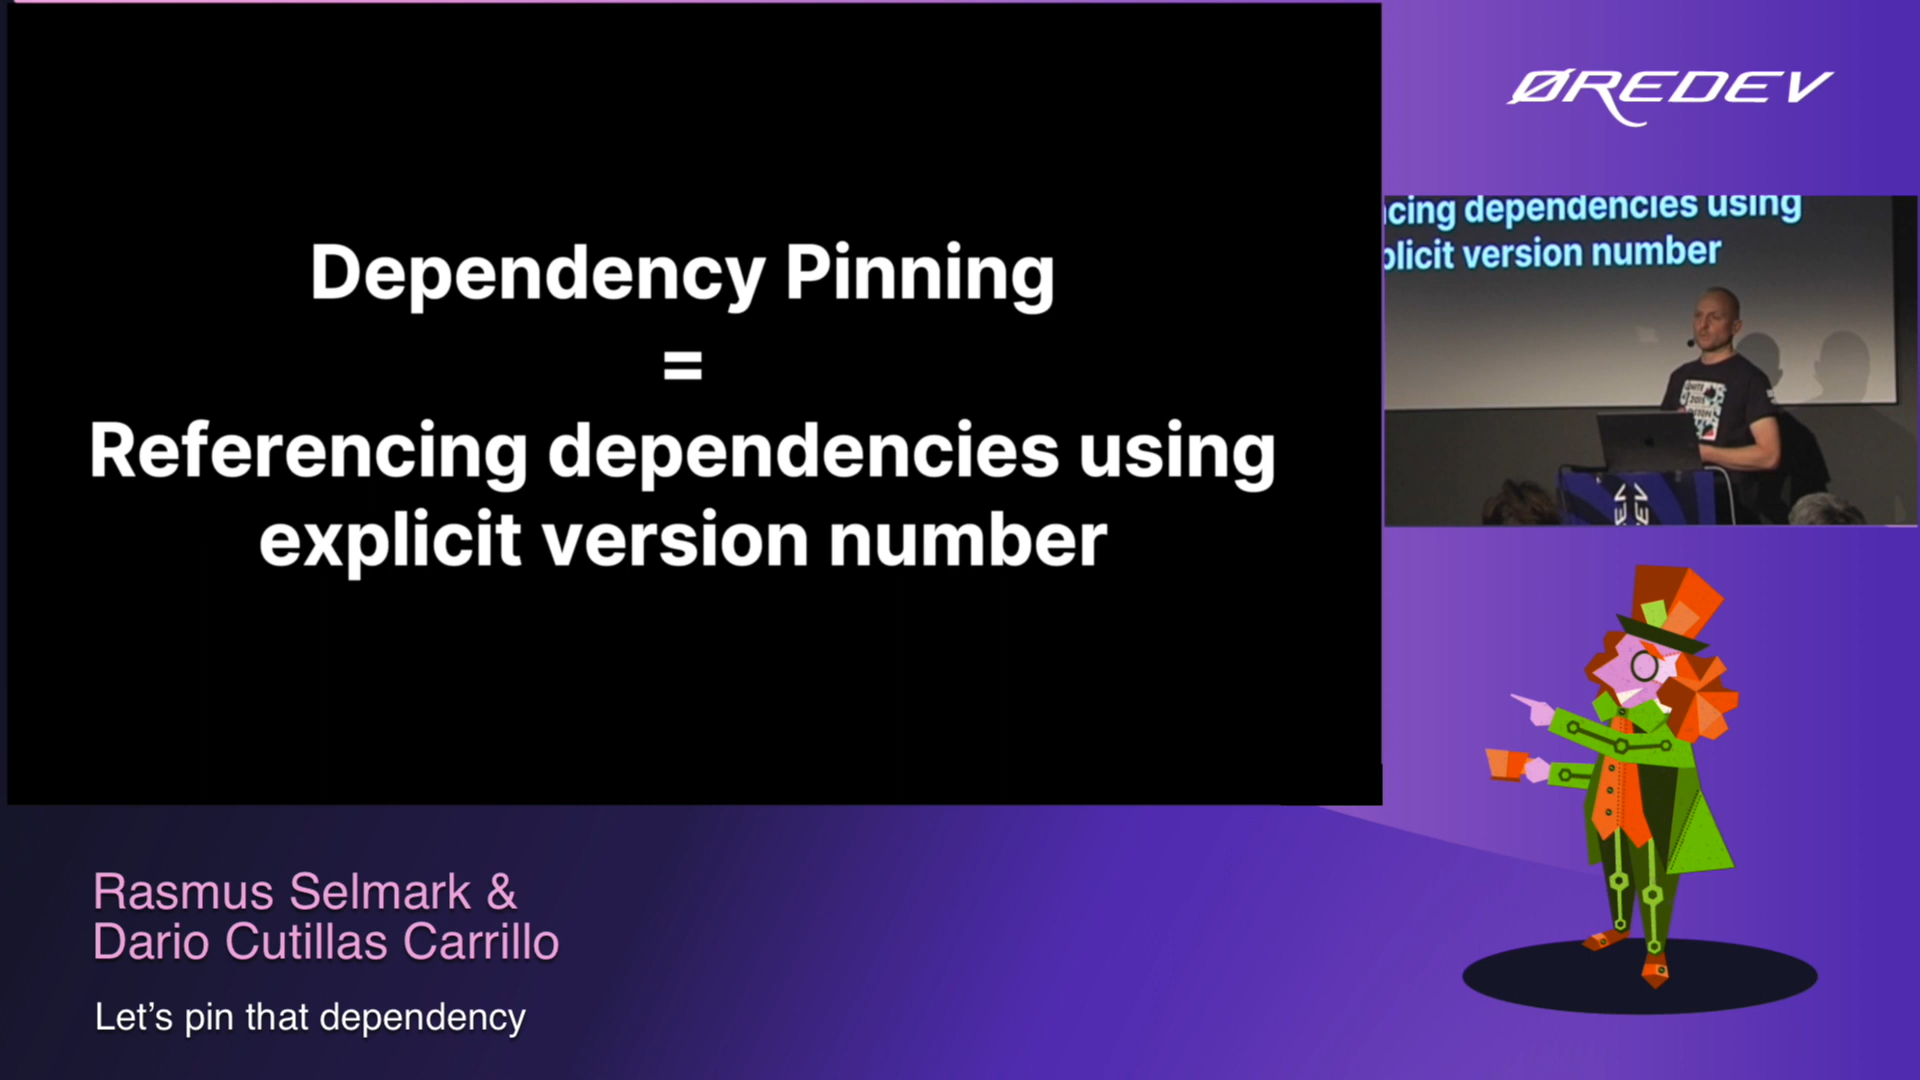 Dependency Pinning
=
Referencing dependencies using
explicit version number
ØREDEV
cing dependencies using
plicit version number
Rasmus Selmark &
Dario Cutillas Carrillo
Let’s pin that dependency